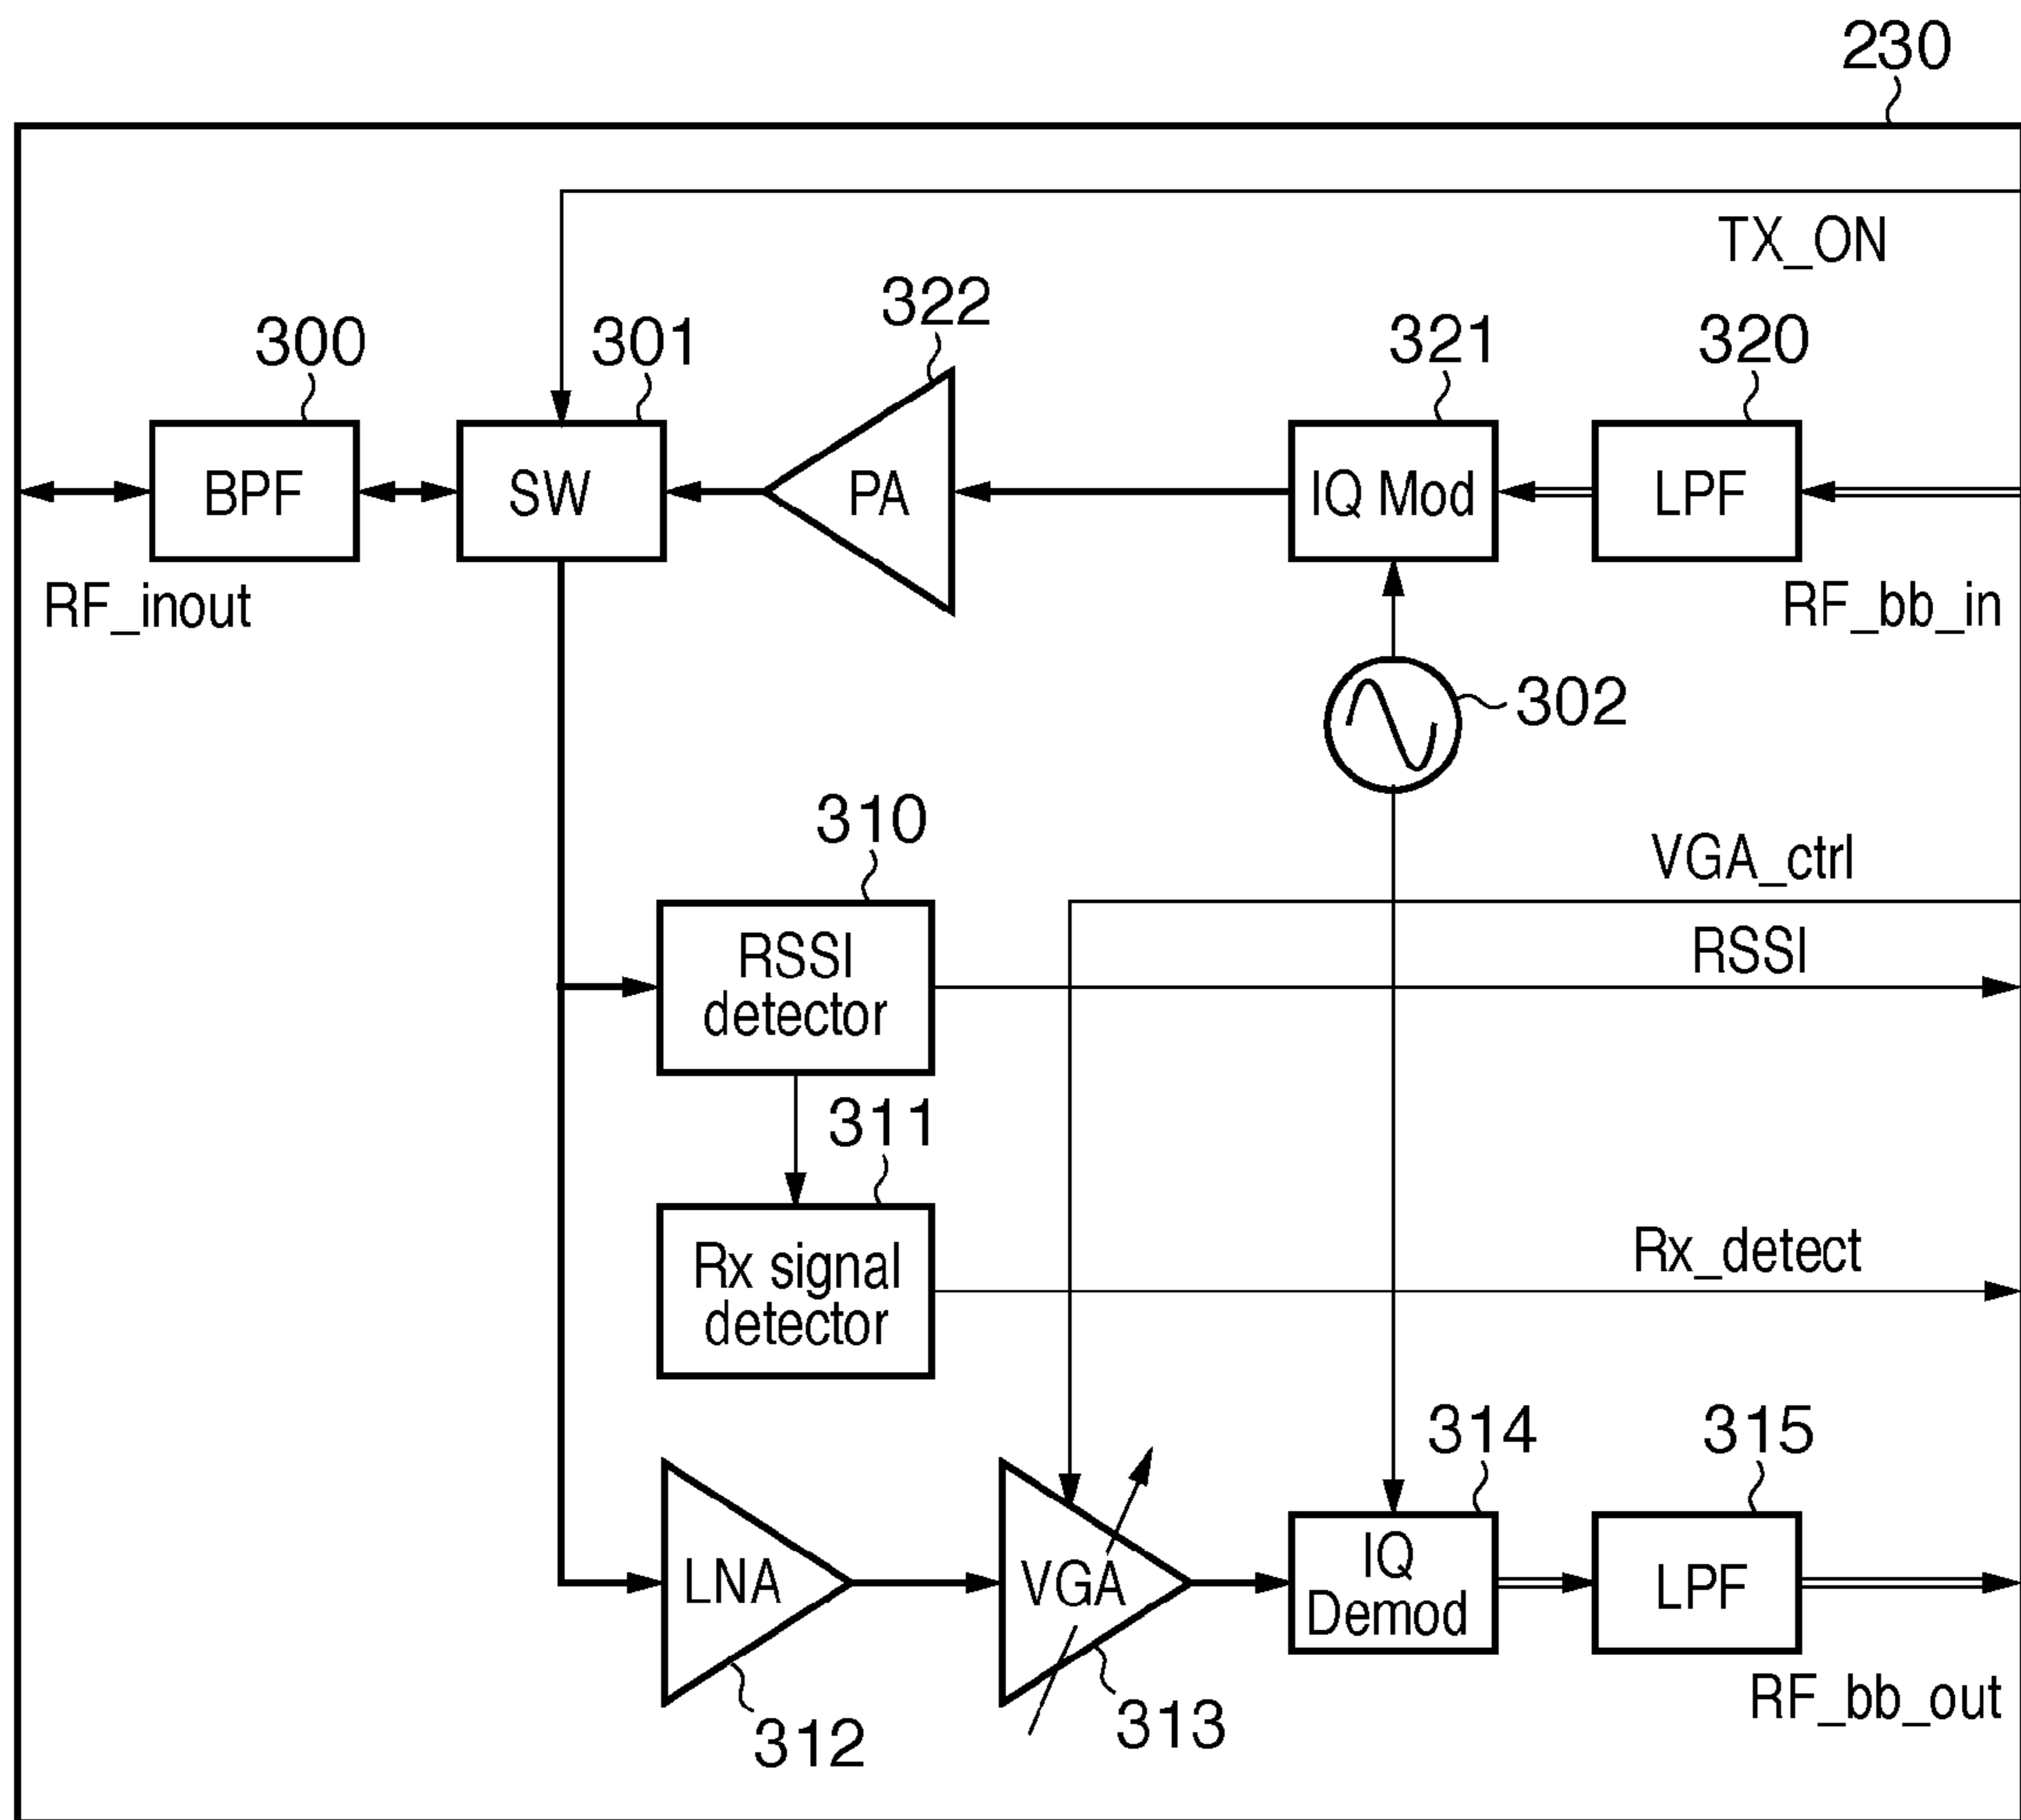 230
TX_ON
322
300
301
321
320
BPF
SW
PA
IQ Mod
LPF
RF_inout
RF_bb_in
302
310
VGA_ctrl
RSSI
detector
RSSI
311
Rx signal
detector
Rx_detect
314
315
LNA
VGA
IQ
Demod
LPF
312
313
RF_bb_out